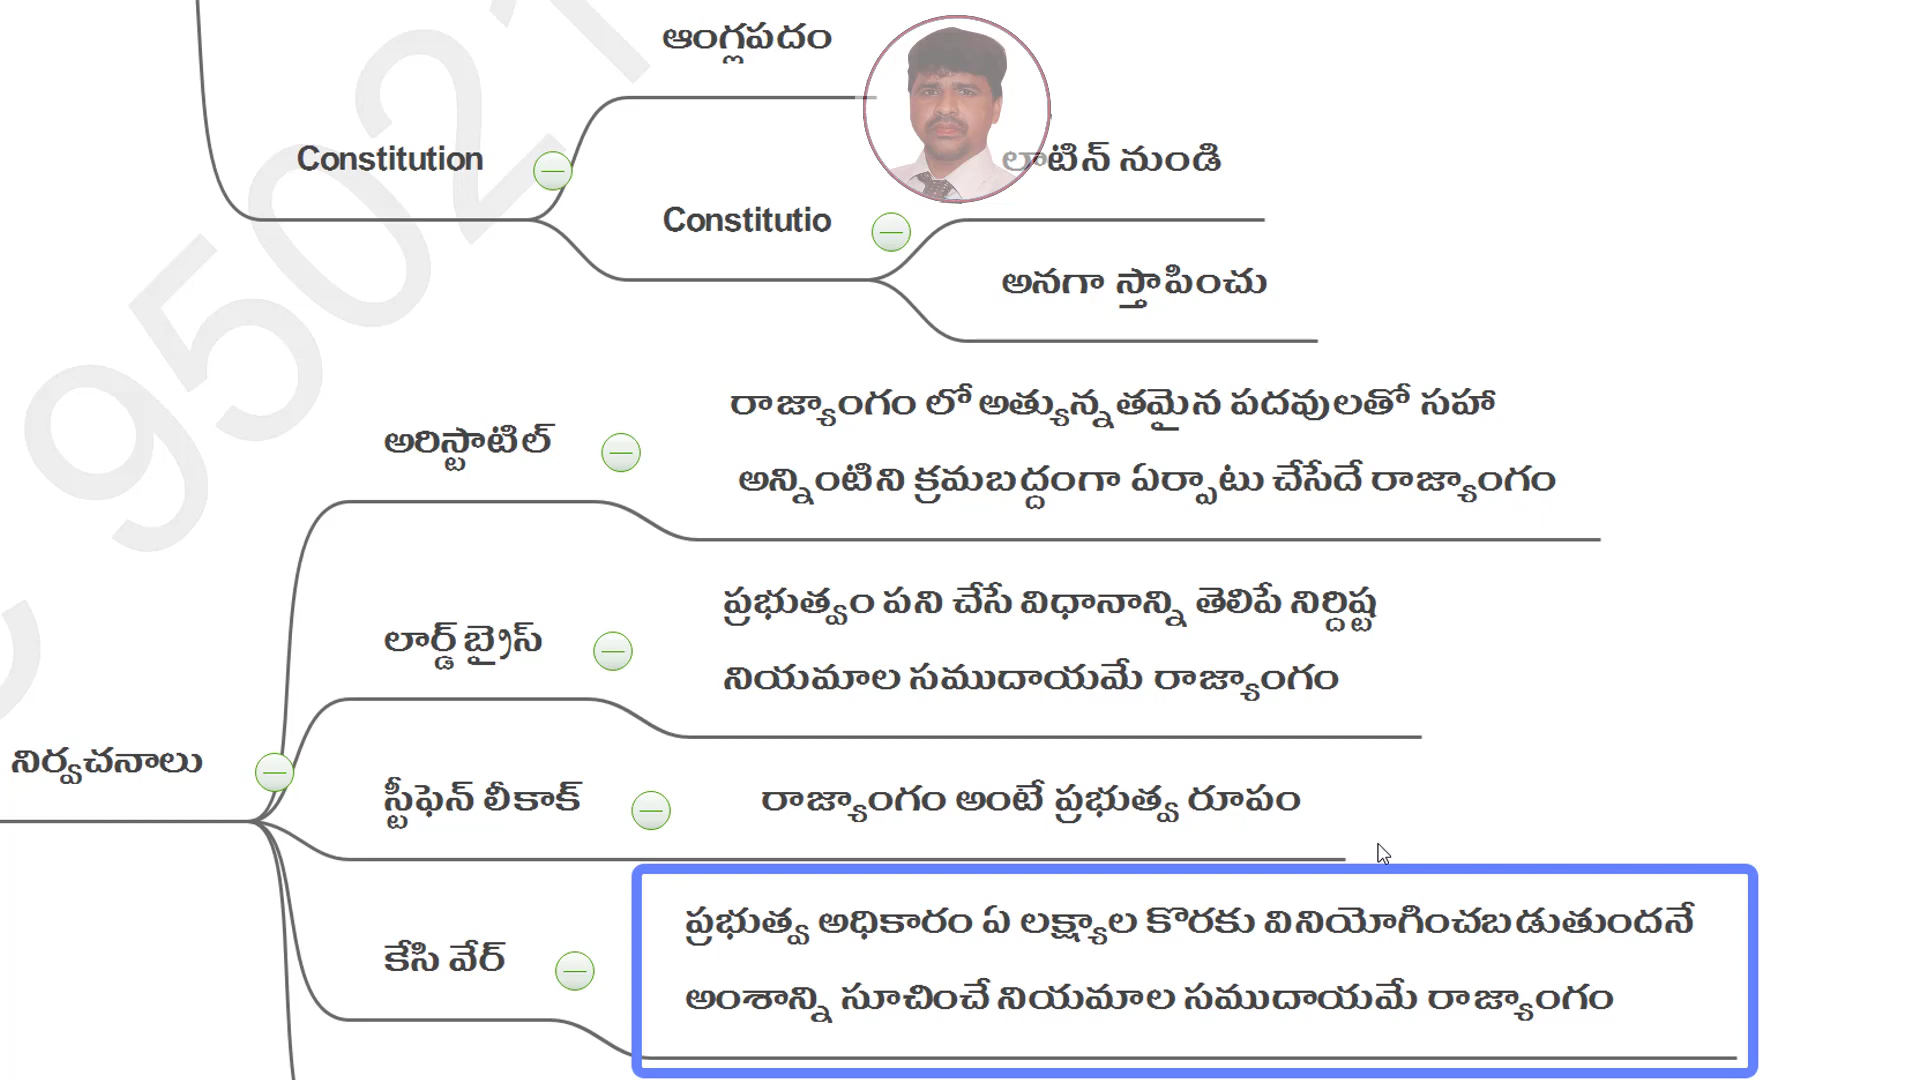 ఆంగ్లపదం
Constitution
లాటిన్ నుండి
Constitutio
అనగా స్తాపించు
రాజ్యాంగం లో అత్యున్నతమైన పదవులతో సహా
అరిస్టాటిల్
అన్నింటిని క్రమబద్దంగా ఏర్పాటు చేసేదే రాజ్యాంగం
ప్రభుత్వం పని చేసే విధానాన్ని తెలిపే నిర్దిష్ట
లార్డ్ బ్రైస్
నియమాల సముదాయమే రాజ్యాంగం
నిర్వచనాలు
స్టీఫెన్ లీకాక్
రాజ్యాంగం అంటే ప్రభుత్వ రూపం
ప్రభుత్వ అధికారం ఏ లక్ష్యాల కొరకు వినియోగించబడుతుందనే
కేసి వేర్
అంశాన్ని సూచించే నియమాల సముదాయమే రాజ్యాంగం
95021